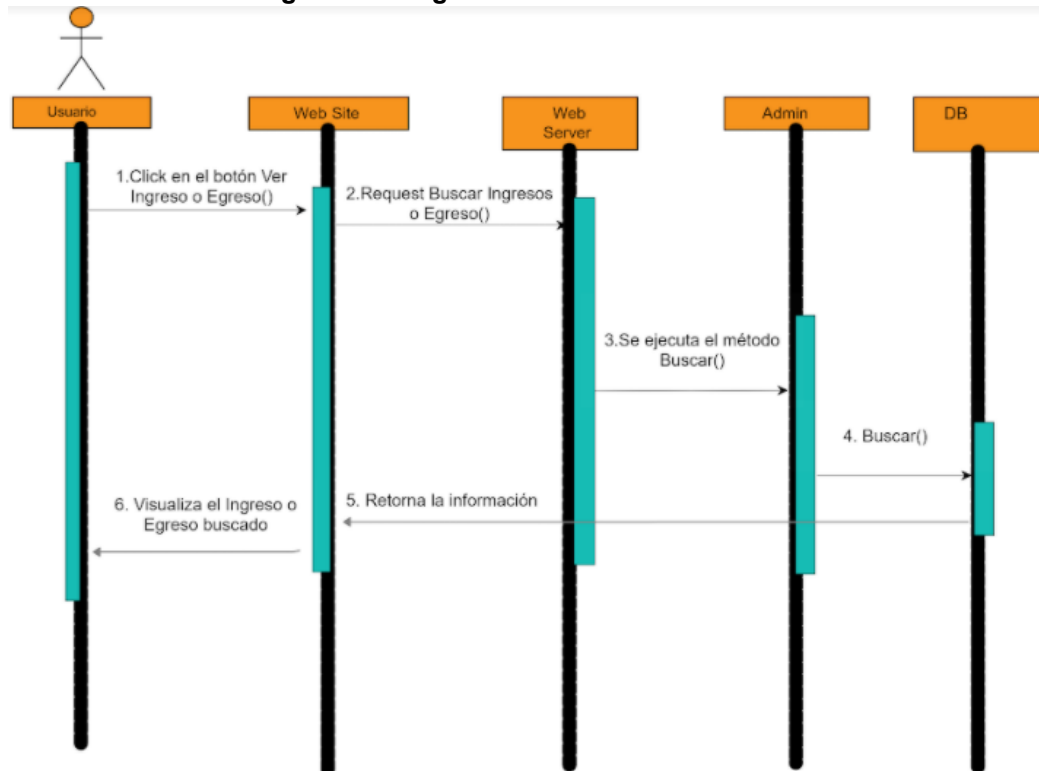 Usuario
Web Site
Web
Server
Admin
DB
1.Click en el botón Ver
Ingreso o Egreso()
2.Request Buscar Ingresos
o Egreso()
3.Se ejecuta el método
Buscar()
4. Buscar()
5. Retorna la información
6. Visualiza el Ingreso o
Egreso buscado